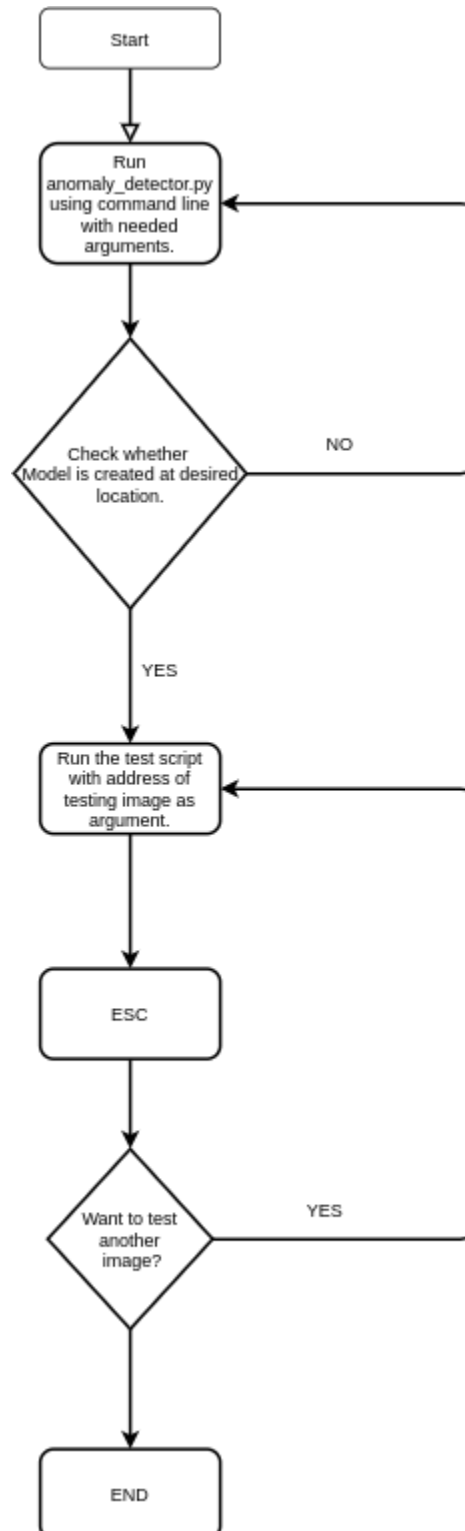 Start
Run
anomaly_detector.py
using command line
with needed
arguments.
Check whether
Model is created at desired
location.
NO
YES
Run the test script
with address of
testing image as
argument.
ESC
Want to test
another
image?
YES
END